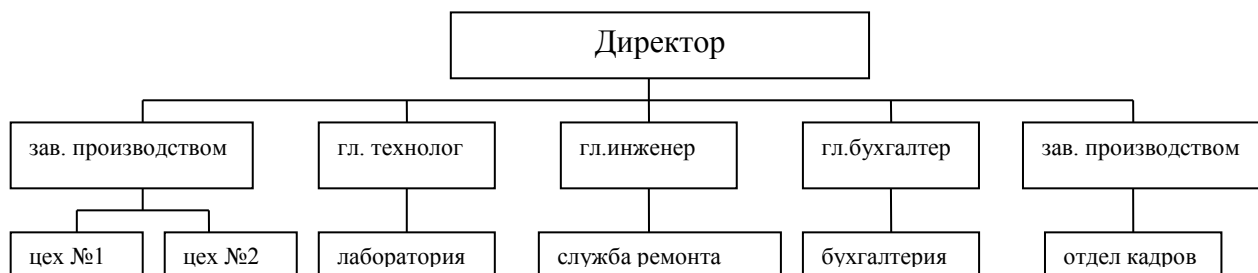 Директор
зав. производством
гл. технолог
гл.инженер
гл.бухгалтер
зав. производством
цех №1
цех №2
лаборатория
служба ремонта
бухгалтерия
отдел кадров